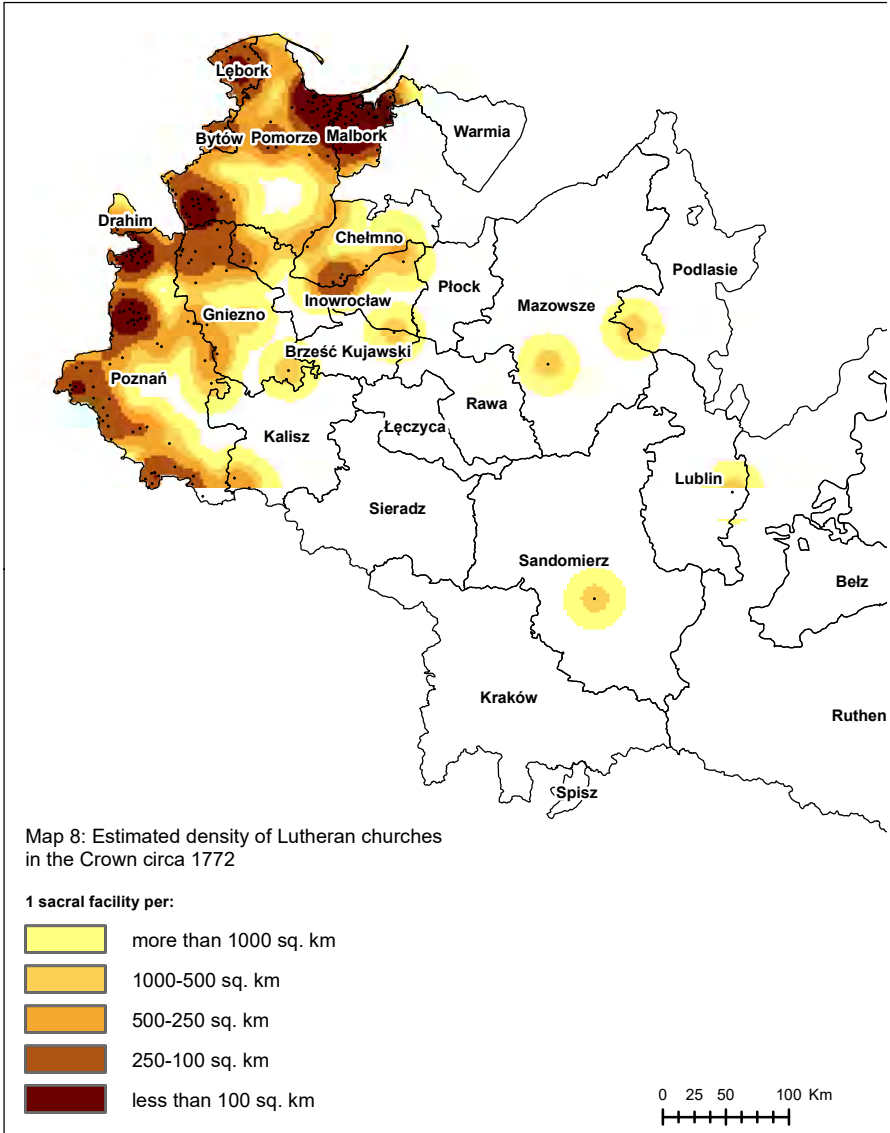 Lębork
Bytów
Pomorze
Malbork
Warmia
Drahim
Chełmno
Podlasie
Płock
Mazowsze
Inowrocław
Gniezno
Brześć Kujawski
Poznań
Rawa
Łęczyca
Kalisz
Lublin
Sieradz
Sandomierz
Bełz
Kraków
Ruthen
Spisz
Map 8: Estimated density of Lutheran churches
in the Crown circa 1772
1 sacral facility per:
more than 1000 sq. km
1000-500 sq. km
500-250 sq. km
250-100 sq. km
less than 100 sq. km
0 25 50 100 Km